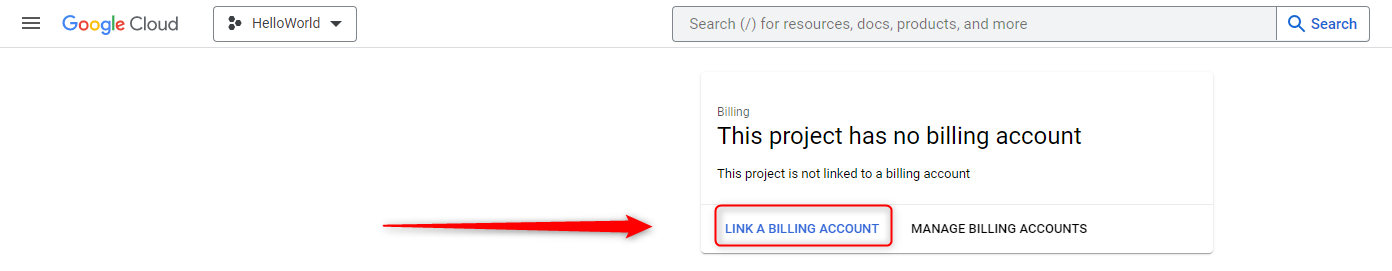 Google Cloud
HelloWorld
Search (/) for resources, docs, products, and more
Search
Billing
This project has no billing account
This project is not linked to a billing account
LINK A BILLING ACCOUNT
MANAGE BILLING ACCOUNTS